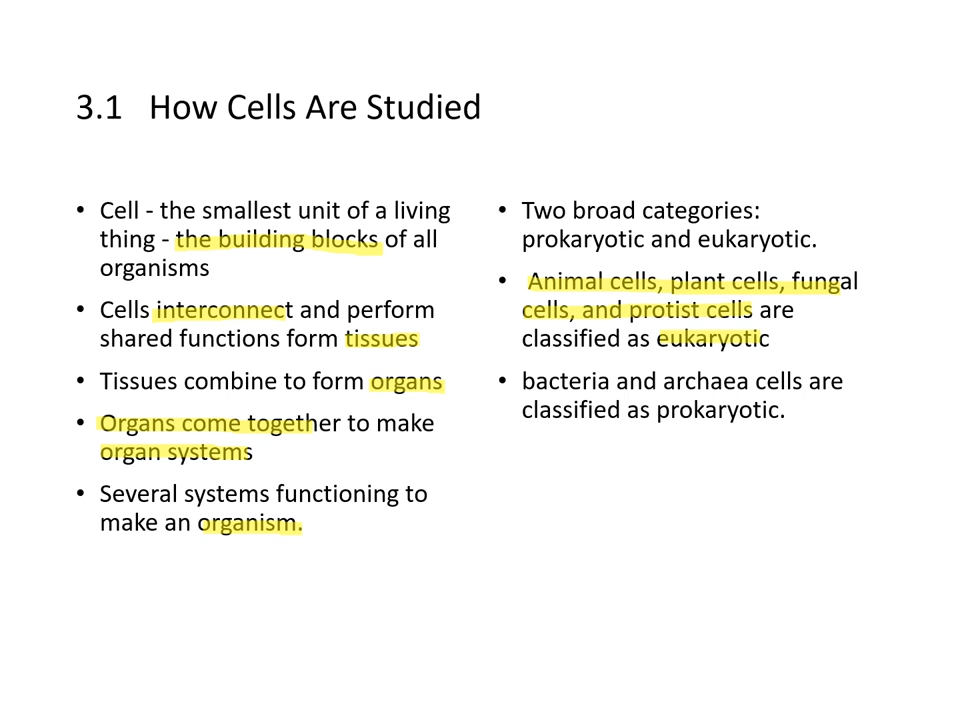 3.1 How Cells Are Studied
• Cell - the smallest unit of a living
thing - the building blocks of all
organisms
• Cells interconnect and perform
shared functions form tissues
• Tissues combine to form organs
• Organs come together to make
organ systems
• Several systems functioning to
make an organism.
• Two broad categories:
prokaryotic and eukaryotic.
• Animal cells, plant cells, fungal
cells, and protist cells are
classified as eukaryotic
• bacteria and archaea cells are
classified as prokaryotic.